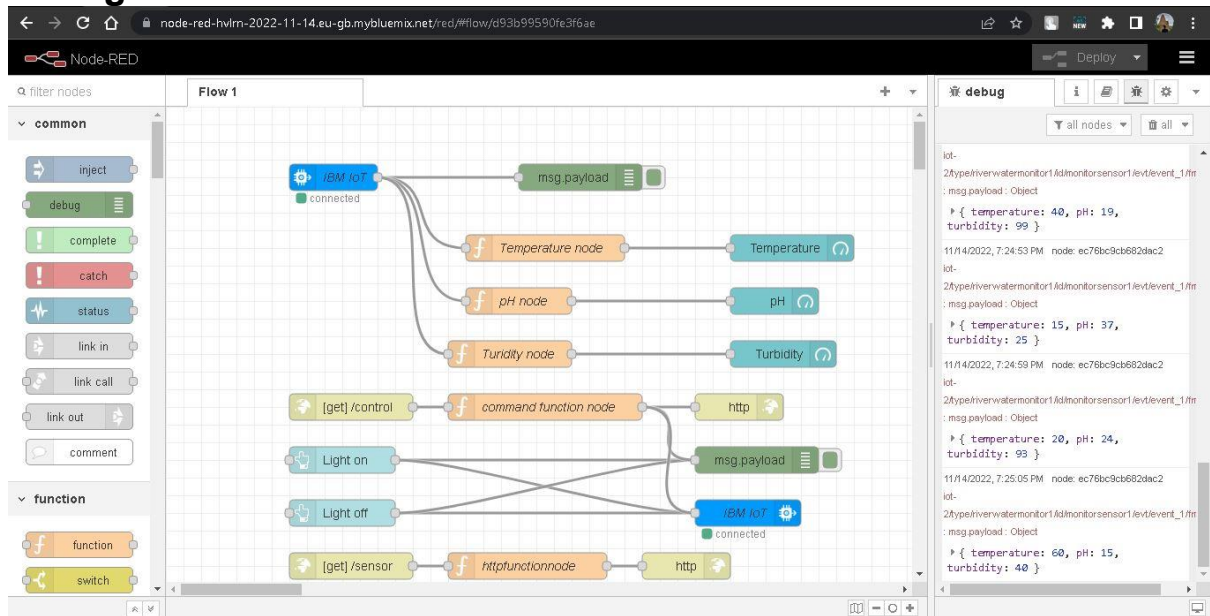 node-red-hvlrn-2022-11-14.eu-gb.mybluemix.net/red/#flow/d93b99590fe3f6ae
NEW
Node-RED
Deploy
filter nodes
common
inject
debug
complete
catch
status
link in
link call
link out
comment
function
function
switch
Flow 1
IBM IoT
connected
msg.payload
Temperature node
Temperature
pH node
pH
Turidity node
Turbidity
[get] /control
command function node
http
Light on
msg.payload
Light off
IBM IoT
connected
[get] /sensor
httpfunctionnode
http
debug
i
all nodes
all
iot-
2/type/riverwatermonitor1/id/monitorsensor1/evt/event_1/fm
: msg.payload : Object
{ temperature: 40, pH: 19,
turbidity: 99 }
11/14/2022, 7:24:53 PM node: ec76bc9cb682dac2
iot-
2/type/riverwatermonitor1/id/monitorsensor1/evt/event_1/fm
: msg.payload : Object
{ temperature: 15, pH: 37,
turbidity: 25 }
11/14/2022, 7:24:59 PM node: ec76bc9cb682dac2
iot-
2/type/riverwatermonitor1/id/monitorsensor1/evt/event_1/fm
: msg.payload : Object
{ temperature: 20, pH: 24,
turbidity: 93 }
11/14/2022, 7:25:05 PM node: ec76bc9cb682dac2
iot-
2/type/riverwatermonitor1/id/monitorsensor1/evt/event_1/fm
: msg.payload : Object
{ temperature: 60, pH: 15,
turbidity: 40 }